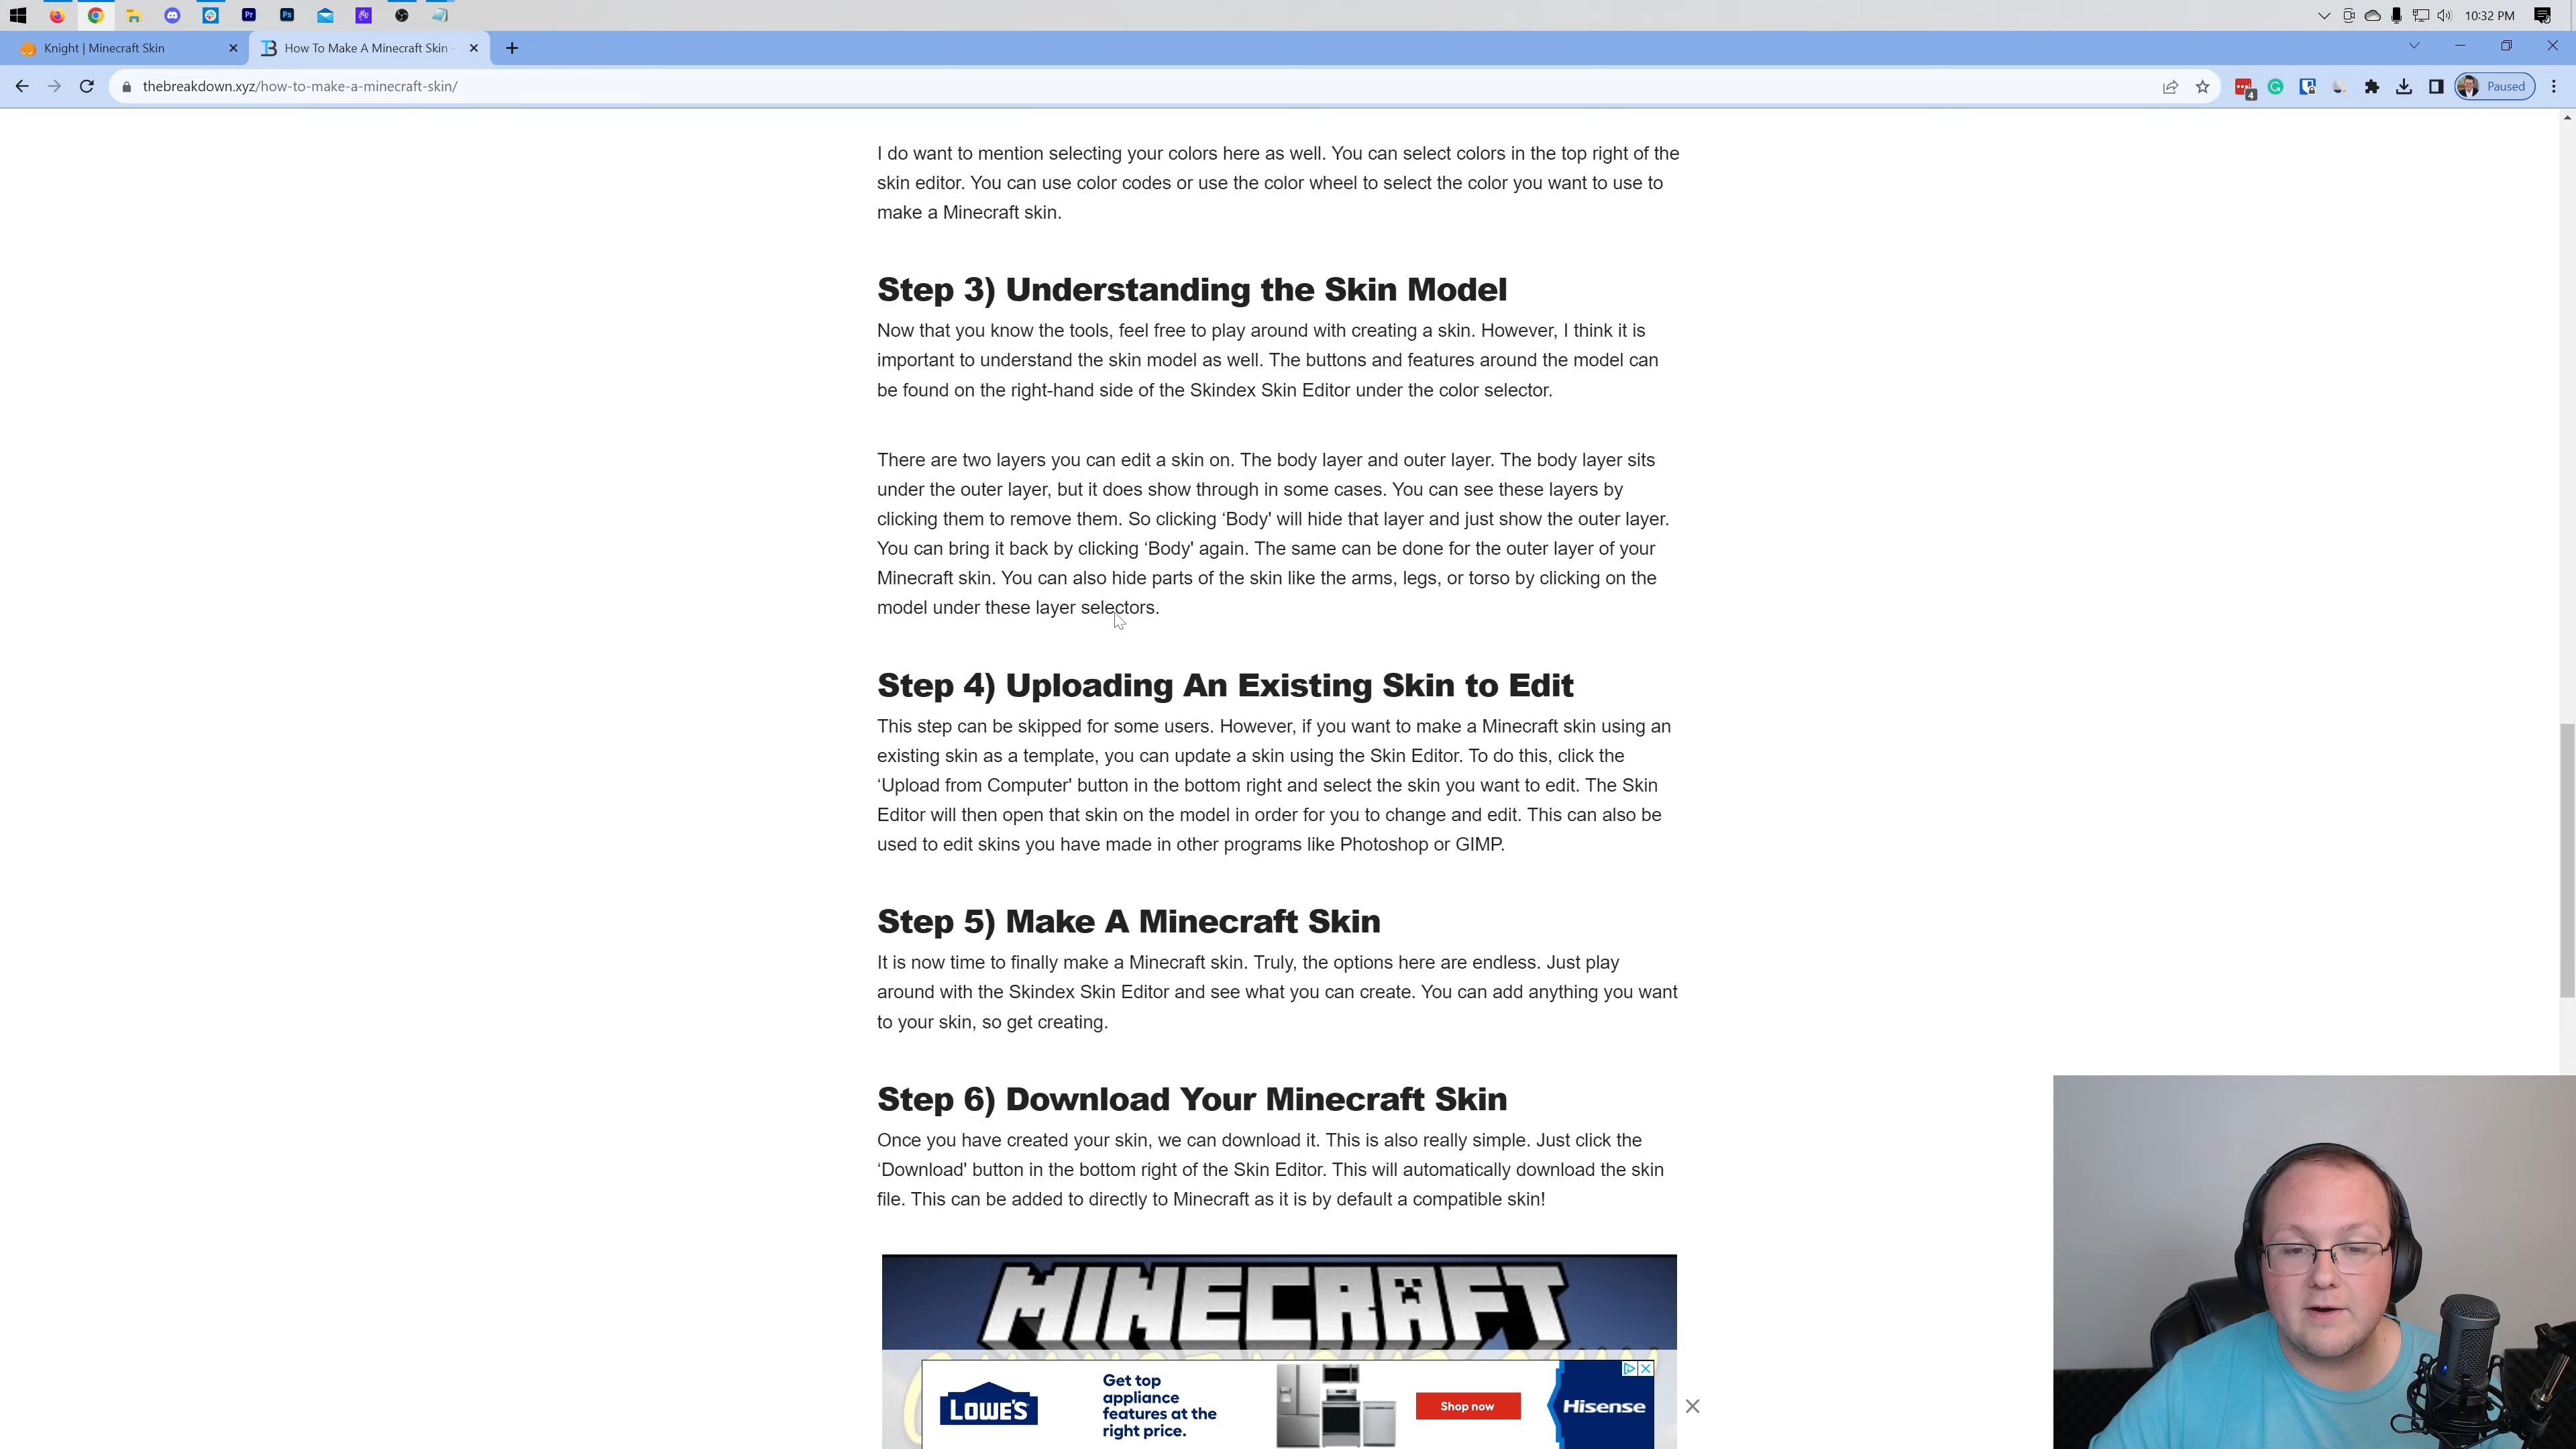 10:32 PM
Knight | Minecraft Skin
How To Make A Minecraft Skin -
thebreakdown.xyz/how-to-make-a-minecraft-skin/
4
Paused
I do want to mention selecting your colors here as well. You can select colors in the top right of the
skin editor. You can use color codes or use the color wheel to select the color you want to use to
make a Minecraft skin.
Step 3) Understanding the Skin Model
Now that you know the tools, feel free to play around with creating a skin. However, I think it is
important to understand the skin model as well. The buttons and features around the model can
be found on the right-hand side of the Skindex Skin Editor under the color selector.
There are two layers you can edit a skin on. The body layer and outer layer. The body layer sits
under the outer layer, but it does show through in some cases. You can see these layers by
clicking them to remove them. So clicking ‘Body' will hide that layer and just show the outer layer.
You can bring it back by clicking ‘Body' again. The same can be done for the outer layer of your
Minecraft skin. You can also hide parts of the skin like the arms, legs, or torso by clicking on the
model under these layer selectors.
Step 4) Uploading An Existing Skin to Edit
This step can be skipped for some users. However, if you want to make a Minecraft skin using an
existing skin as a template, you can update a skin using the Skin Editor. To do this, click the
‘Upload from Computer' button in the bottom right and select the skin you want to edit. The Skin
Editor will then open that skin on the model in order for you to change and edit. This can also be
used to edit skins you have made in other programs like Photoshop or GIMP.
Step 5) Make A Minecraft Skin
It is now time to finally make a Minecraft skin. Truly, the options here are endless. Just play
around with the Skindex Skin Editor and see what you can create. You can add anything you want
to your skin, so get creating.
Step 6) Download Your Minecraft Skin
Once you have created your skin, we can download it. This is also really simple. Just click the
‘Download' button in the bottom right of the Skin Editor. This will automatically download the skin
file. This can be added to directly to Minecraft as it is by default a compatible skin!
MINECRAFT
LOWE'S
Get top
appliance
features at the
right price.
Shop now
Hisense